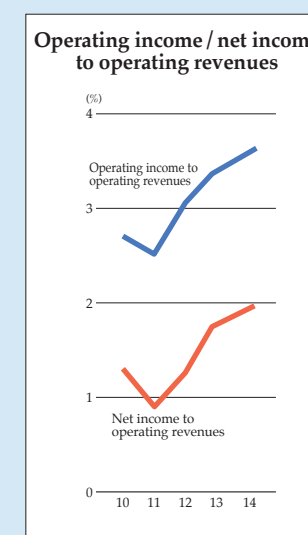 Operating income / net incom
to operating revenues
(%)
4
Operating income to
operating revenues
3
2
1
Net income to
operating revenues
0
10 11 12 13 14